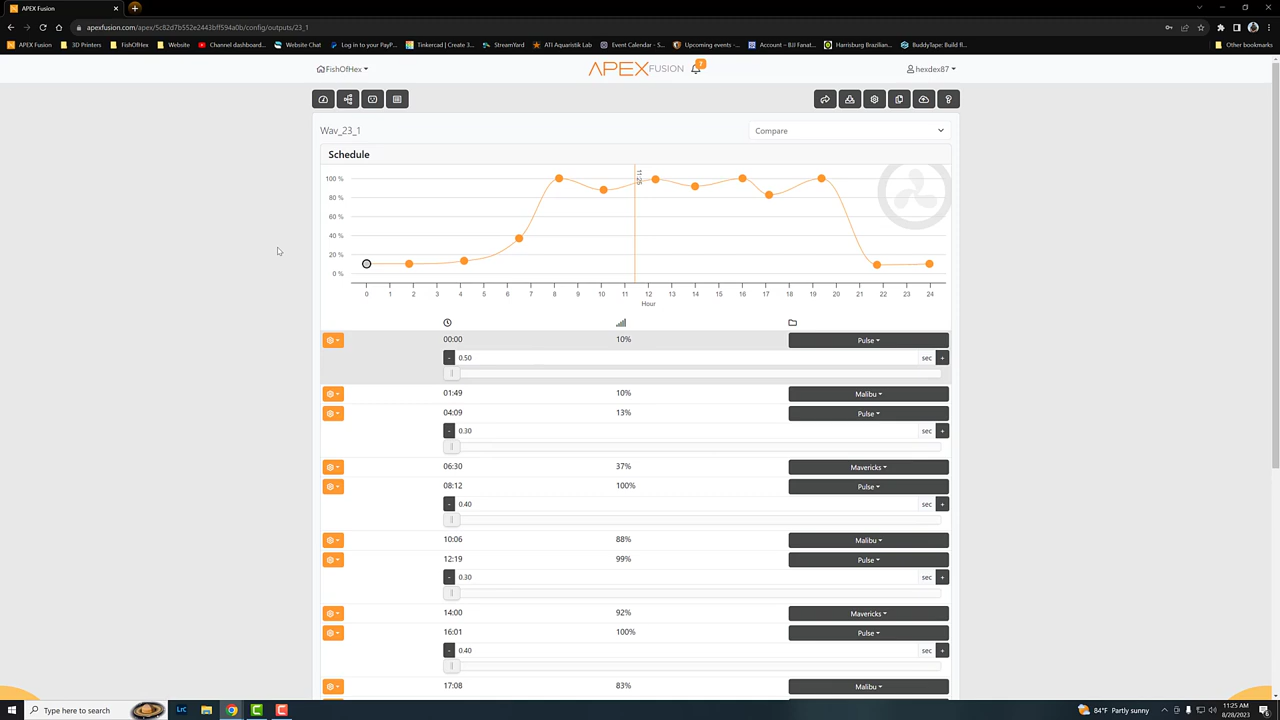 APEX Fusion
apexfusion.com/apex/5c82d7b552e2443bff594a0b/config/outputs/23_1
APEX Fusion 3D Printers FishOfHex Website Channel dashboard... Website Chat Log in to your PayP... Tinkercad | Create 3... StreamYard ATI Aquaristik Lab Event Calendar – S... Upcoming events –... Account – BJJ Fanat... Harrisburg Brazilian... BuddyTape: Build fl... Other bookmarks
FishOfHex APEX FUSION 7 hexdex87
Wav_23_1 Compare
Schedule
100 %
80 %
60 %
40 %
20 %
0 %
11:25
0 1 2 3 4 5 6 7 8 9 10 11 12 13 14 15 16 17 18 19 20 21 22 23 24
Hour
00:00 10% Pulse
- 0.50 sec +
01:49 10% Malibu
04:09 13% Pulse
- 0.30 sec +
06:30 37% Mavericks
08:12 100% Pulse
- 0.40 sec +
10:06 88% Malibu
12:19 99% Pulse
- 0.30 sec +
14:00 92% Mavericks
16:01 100% Pulse
- 0.40 sec +
17:08 83% Malibu
Type here to search Lrc 84°F Partly sunny 11:25 AM
8/28/2023